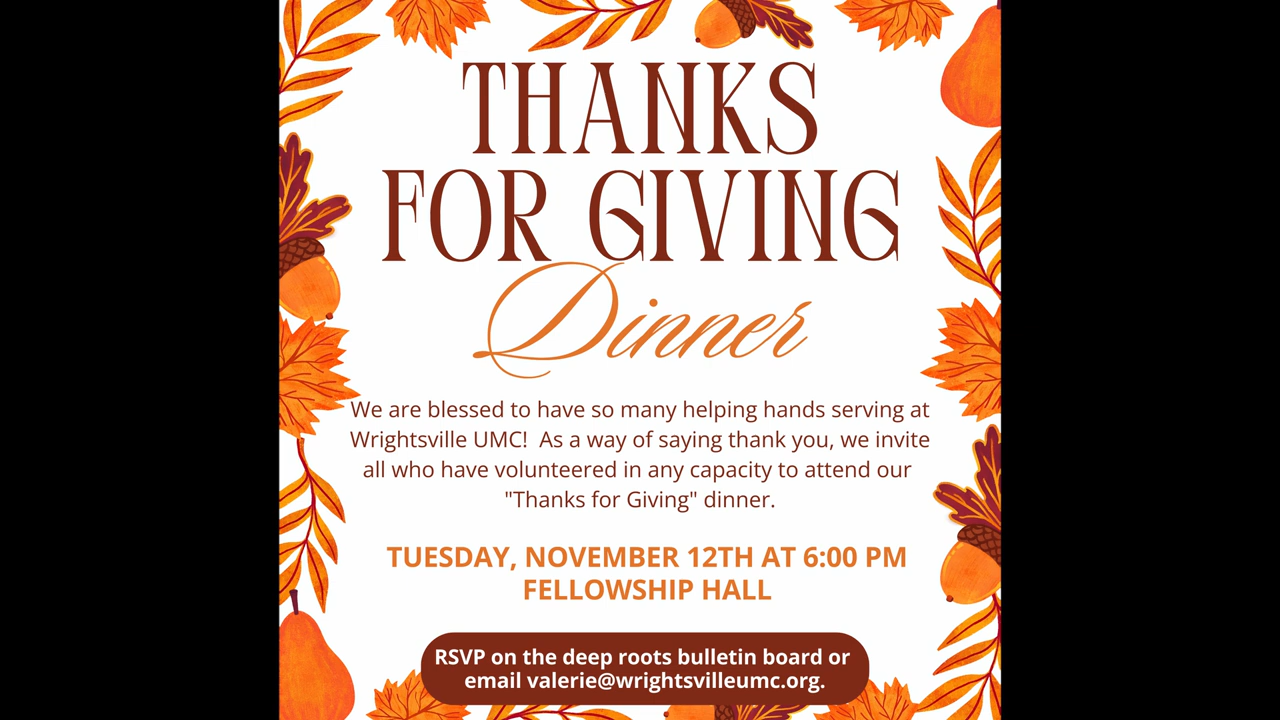 THANKS
FOR GIVING
Dinner
We are blessed to have so many helping hands serving at
Wrightsville UMC!  As a way of saying thank you, we invite
all who have volunteered in any capacity to attend our
"Thanks for Giving" dinner.
TUESDAY, NOVEMBER 12TH AT 6:00 PM
FELLOWSHIP HALL
RSVP on the deep roots bulletin board or
email valerie@wrightsvilleumc.org.